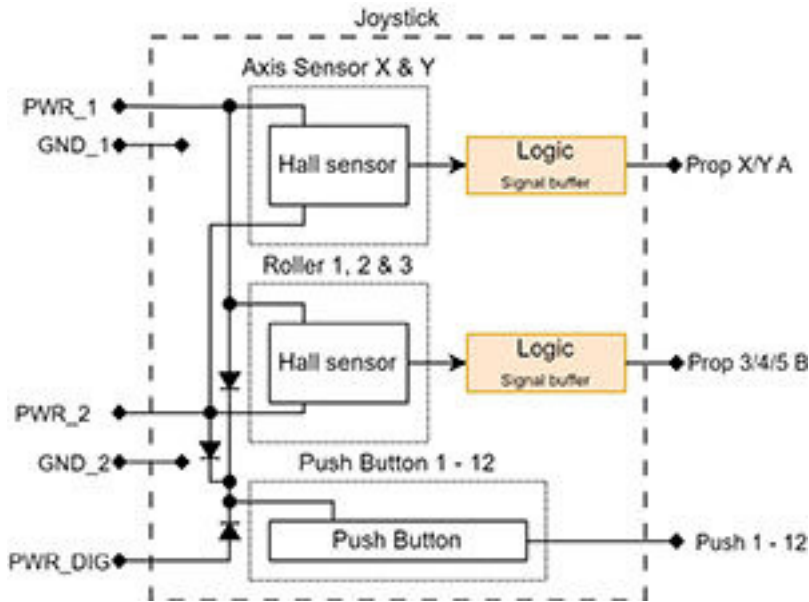 Joystick
Axis Sensor X & Y
PWR_1
GND_1
Hall sensor
Logic
Signal buffer
Prop X/Y A
Roller 1, 2 & 3
Hall sensor
Logic
Signal buffer
Prop 3/4/5 B
PWR_2
GND_2
Push Button 1 - 12
Push Button
Push 1 - 12
PWR_DIG